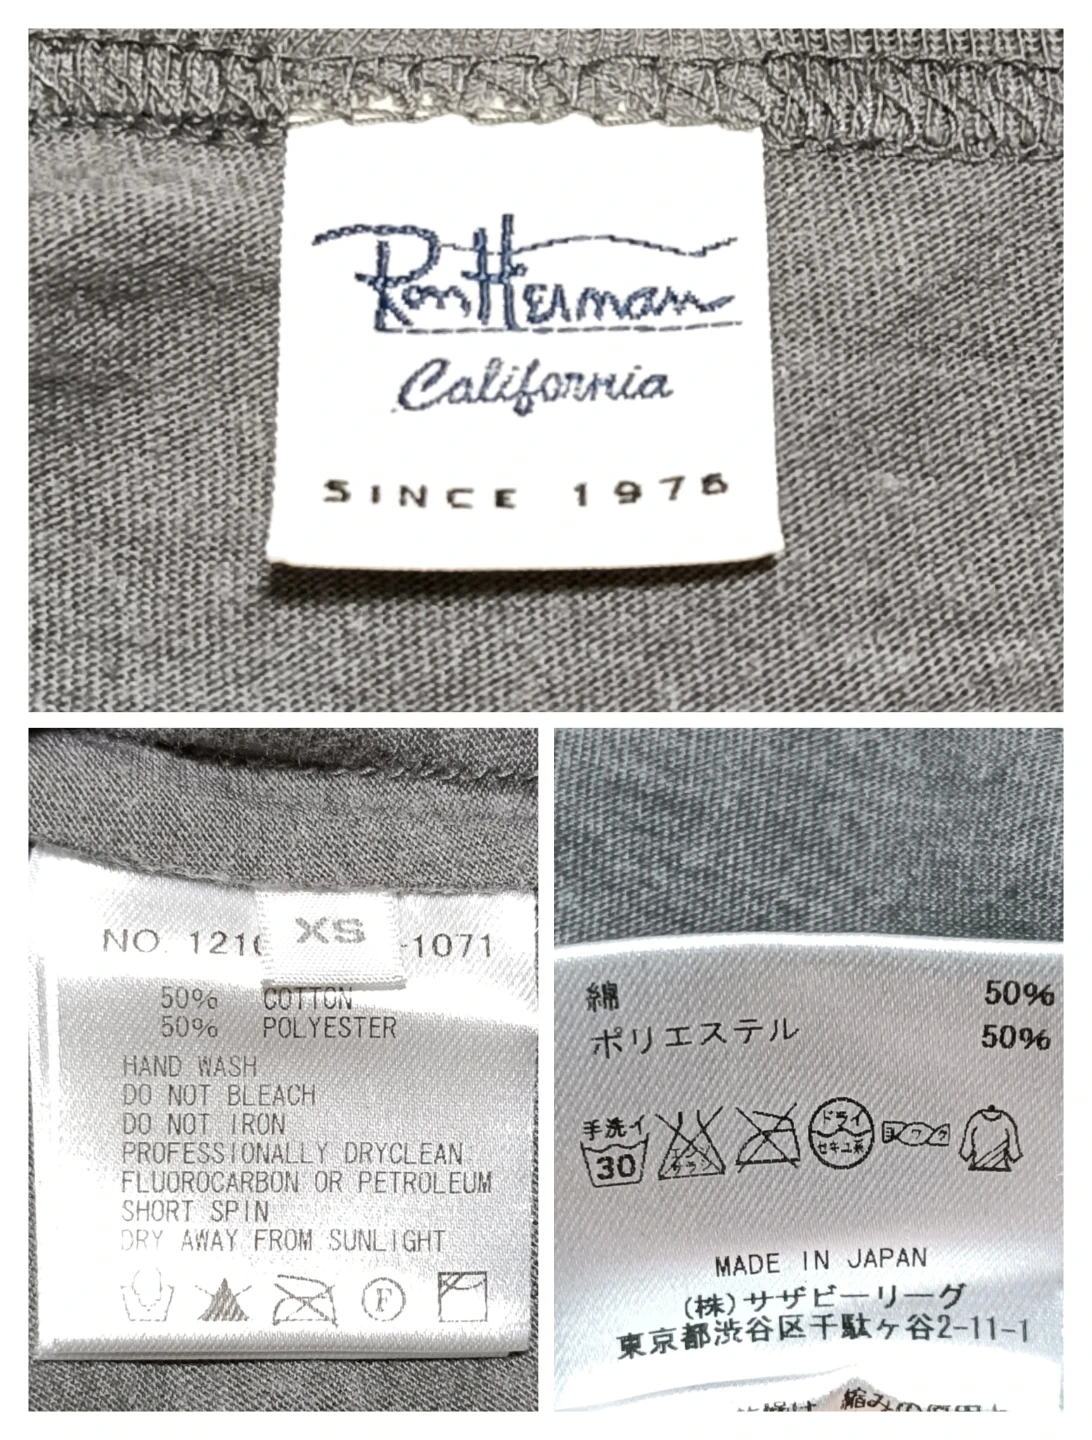 Ron Herman
California
SINCE 1976
XS
NO. 121 -1071
50% COTTON
50% POLYESTER
HAND WASH
DO NOT BLEACH
DO NOT IRON
PROFESSIONALLY DRYCLEAN
FLUOROCARBON OR PETROLEUM
SHORT SPIN
DRY AWAY FROM SUNLIGHT
F
綿 50%
ポリエステル 50%
手洗イ
30
ドライ
セキユ系
MADE IN JAPAN
(株)サザビーリーグ
東京都渋谷区千駄ヶ谷2-11-1